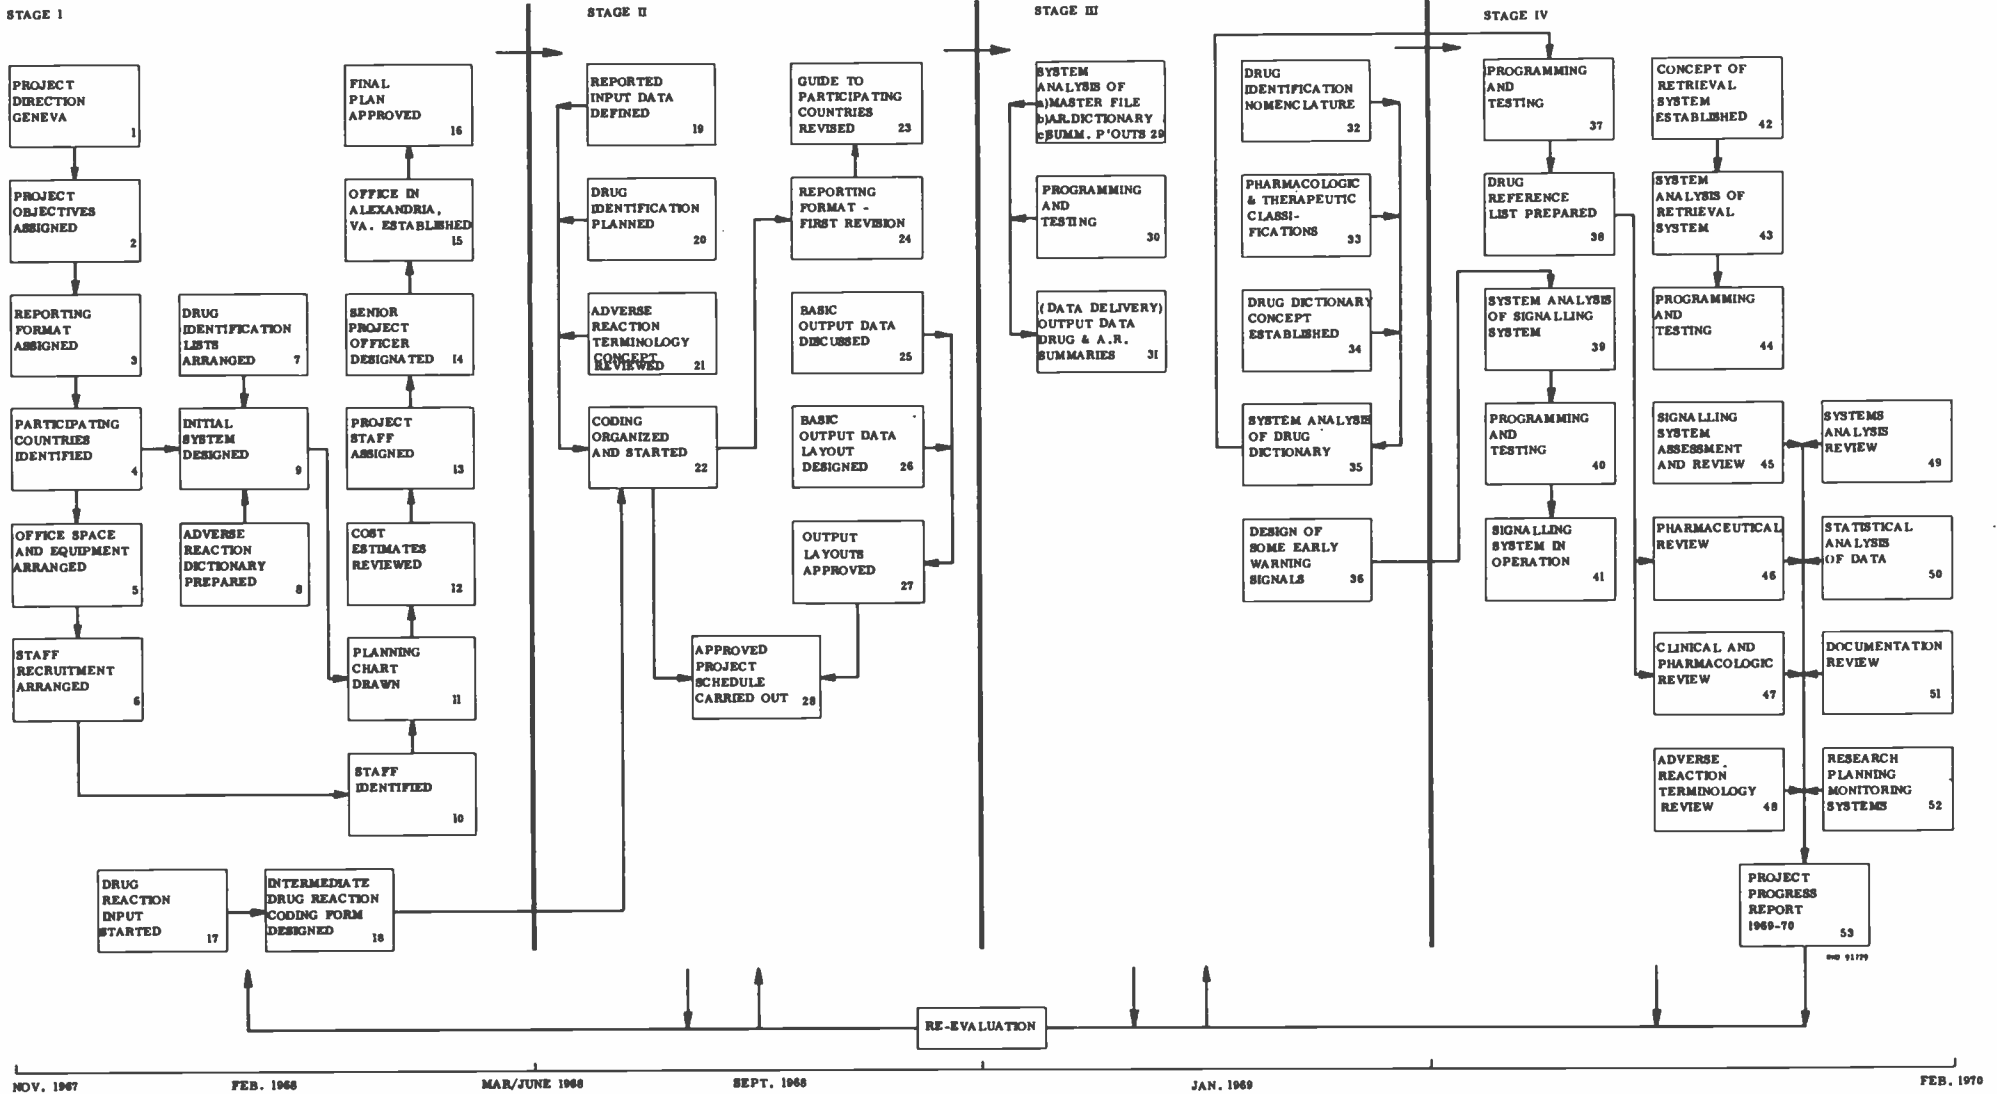 STAGE I
PROJECT
DIRECTION
GENEVA
1
PROJECT
OBJECTIVES
ASSIGNED
2
REPORTING
FORMAT
ASSIGNED
3
PARTICIPATING
COUNTRIES
IDENTIFIED
4
OFFICE SPACE
AND EQUIPMENT
ARRANGED
5
STAFF
RECRUITMENT
ARRANGED
6
DRUG
IDENTIFICATION
LISTS
ARRANGED 7
INITIAL
SYSTEM
DESIGNED
9
ADVERSE
REACTION
DICTIONARY
PREPARED 8
FINAL
PLAN
APPROVED
16
OFFICE IN
ALEXANDRIA,
VA. ESTABLISHED
15
SENIOR
PROJECT
OFFICER
DESIGNATED 14
PROJECT
STAFF
ASSIGNED
13
COST
ESTIMATES
REVIEWED
12
PLANNING
CHART
DRAWN
11
STAFF
IDENTIFIED
10
DRUG
REACTION
INPUT
STARTED 17
INTERMEDIATE
DRUG REACTION
CODING FORM
DESIGNED 18
STAGE II
REPORTED
INPUT DATA
DEFINED
19
DRUG
IDENTIFICATION
PLANNED
20
ADVERSE
REACTION
TERMINOLOGY
CONCEPT
REVIEWED 21
CODING
ORGANIZED
AND STARTED
22
GUIDE TO
PARTICIPATING
COUNTRIES
REVISED 23
REPORTING
FORMAT -
FIRST REVISION
24
BASIC
OUTPUT DATA
DISCUSSED
25
BASIC
OUTPUT DATA
LAYOUT
DESIGNED 26
OUTPUT
LAYOUTS
APPROVED
27
APPROVED
PROJECT
SCHEDULE
CARRIED OUT 28
STAGE III
SYSTEM
ANALYSIS OF
a)MASTER FILE
b)A.R.DICTIONARY
c)SUMM. P'OUTS 29
PROGRAMMING
AND
TESTING
30
(DATA DELIVERY)
OUTPUT DATA
DRUG & A.R.
SUMMARIES 31
DRUG
IDENTIFICATION
NOMENCLATURE
32
PHARMACOLOGIC
& THERAPEUTIC
CLASSI-
FICATIONS 33
DRUG DICTIONARY
CONCEPT
ESTABLISHED
34
SYSTEM ANALYSIS
OF DRUG
DICTIONARY
35
DESIGN OF
SOME EARLY
WARNING
SIGNALS 36
STAGE IV
PROGRAMMING
AND
TESTING
37
DRUG
REFERENCE
LIST PREPARED
38
SYSTEM ANALYSIS
OF SIGNALLING
SYSTEM
39
PROGRAMMING
AND
TESTING
40
SIGNALLING
SYSTEM IN
OPERATION
41
CONCEPT OF
RETRIEVAL
SYSTEM
ESTABLISHED 42
SYSTEM
ANALYSIS OF
RETRIEVAL
SYSTEM 43
PROGRAMMING
AND
TESTING
44
SIGNALLING
SYSTEM
ASSESSMENT
AND REVIEW 45
PHARMACEUTICAL
REVIEW
46
CLINICAL AND
PHARMACOLOGIC
REVIEW
47
ADVERSE
REACTION
TERMINOLOGY
REVIEW 48
SYSTEMS
ANALYSIS
REVIEW
49
STATISTICAL
ANALYSIS
OF DATA
50
DOCUMENTATION
REVIEW
51
RESEARCH
PLANNING
MONITORING
SYSTEMS 52
PROJECT
PROGRESS
REPORT
1969-70
53
RE-EVALUATION
NOV. 1967 FEB. 1968 MAR/JUNE 1968 SEPT. 1968 JAN. 1969 FEB. 1970